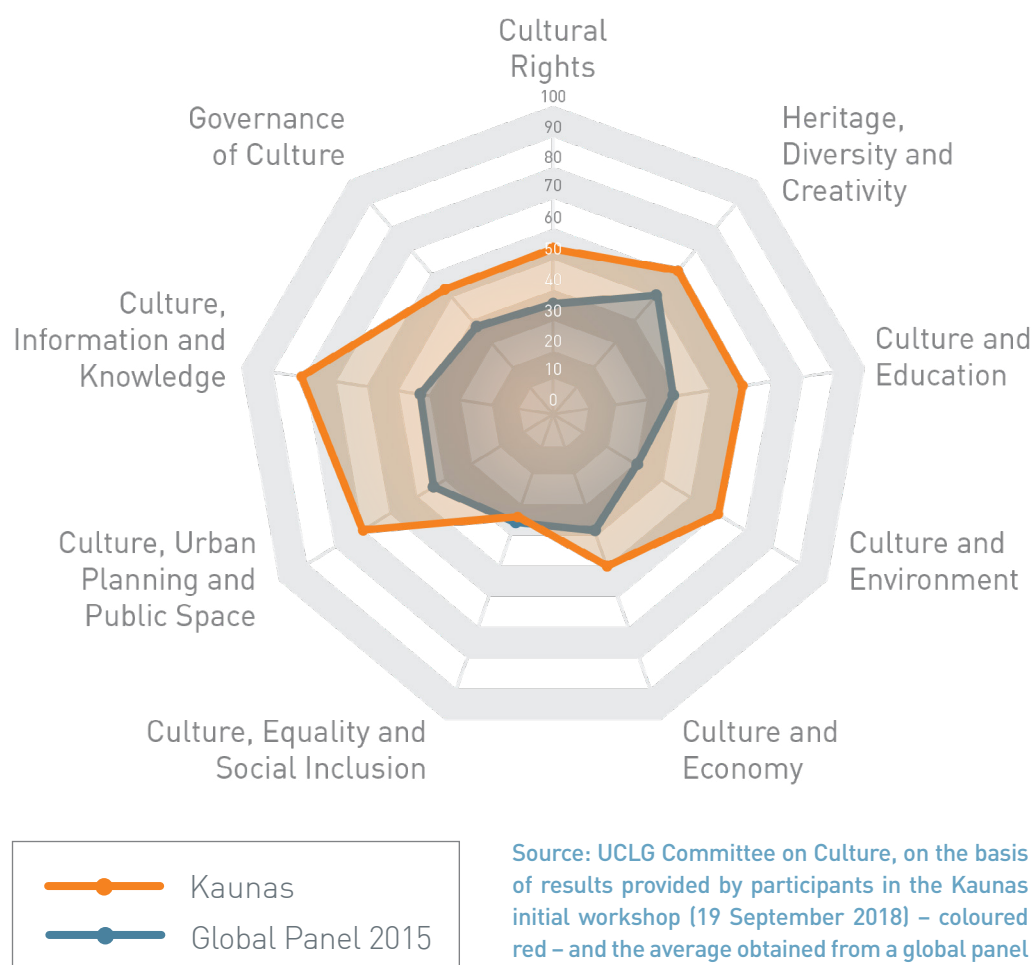 Cultural
Rights
100
90
80
70
60
50
40
30
20
10
0
Heritage,
Diversity and
Creativity
Culture and
Education
Culture and
Environment
Culture and
Economy
Culture, Equality and
Social Inclusion
Culture, Urban
Planning and
Public Space
Culture,
Information and
Knowledge
Governance
of Culture
Kaunas
Global Panel 2015
Source: UCLG Committee on Culture, on the basis
of results provided by participants in the Kaunas
initial workshop (19 September 2018) – coloured
red – and the average obtained from a global panel